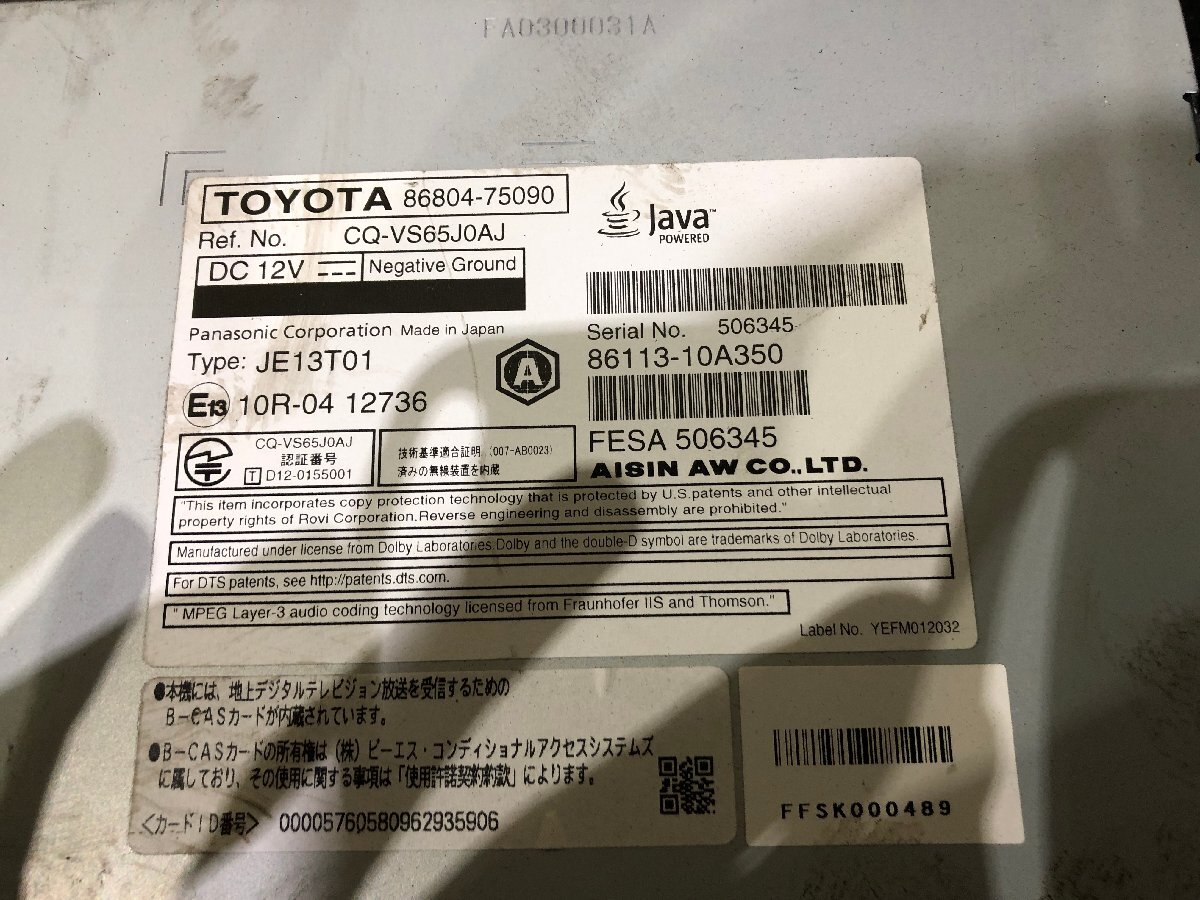 FA0300031A
TOYOTA 86804-75090
Ref. No. CQ-VS65J0AJ
DC 12V Negative Ground
Panasonic Corporation Made in Japan
Type: JE13T01
A
E13 10R-04 12736
CQ-VS65J0AJ
認証番号
T D12-0155001
技術基準適合証明 (007-AB0023)
済みの無線装置を内蔵
Java™
POWERED
Serial No. 506345
86113-10A350
FESA 506345
AISIN AW CO.,LTD.
"This item incorporates copy protection technology that is protected by U.S.patents and other intellectual
property rights of Rovi Corporation.Reverse engineering and disassembly are prohibited."
Manufactured under license from Dolby Laboratories.Dolby and the double-D symbol are trademarks of Dolby Laboratories.
For DTS patents, see http://patents.dts.com.
" MPEG Layer-3 audio coding technology licensed from Fraunhofer IIS and Thomson."
Label No. YEFM012032
●本機には、地上デジタルテレビジョン放送を受信するための
B-CASカードが内蔵されています。
●B-CASカードの所有権は（株）ビーエス・コンディショナルアクセスシステムズ
に属しており、その使用に関する事項は「使用許諾契約約款」によります。
<カードID番号> 00005760580962935906
FFSK000489